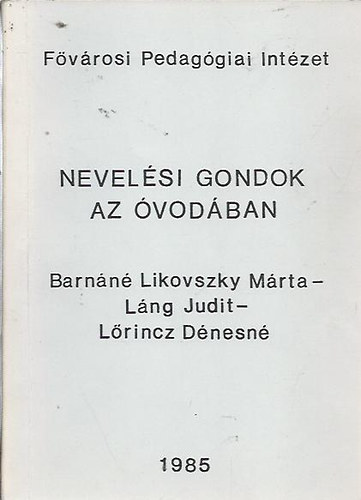 Fővárosi Pedagógiai Intézet
NEVELÉSI GONDOK
AZ ÓVODÁBAN
Barnáné Likovszky Márta –
Láng Judit –
Lőrincz Dénesné
1985